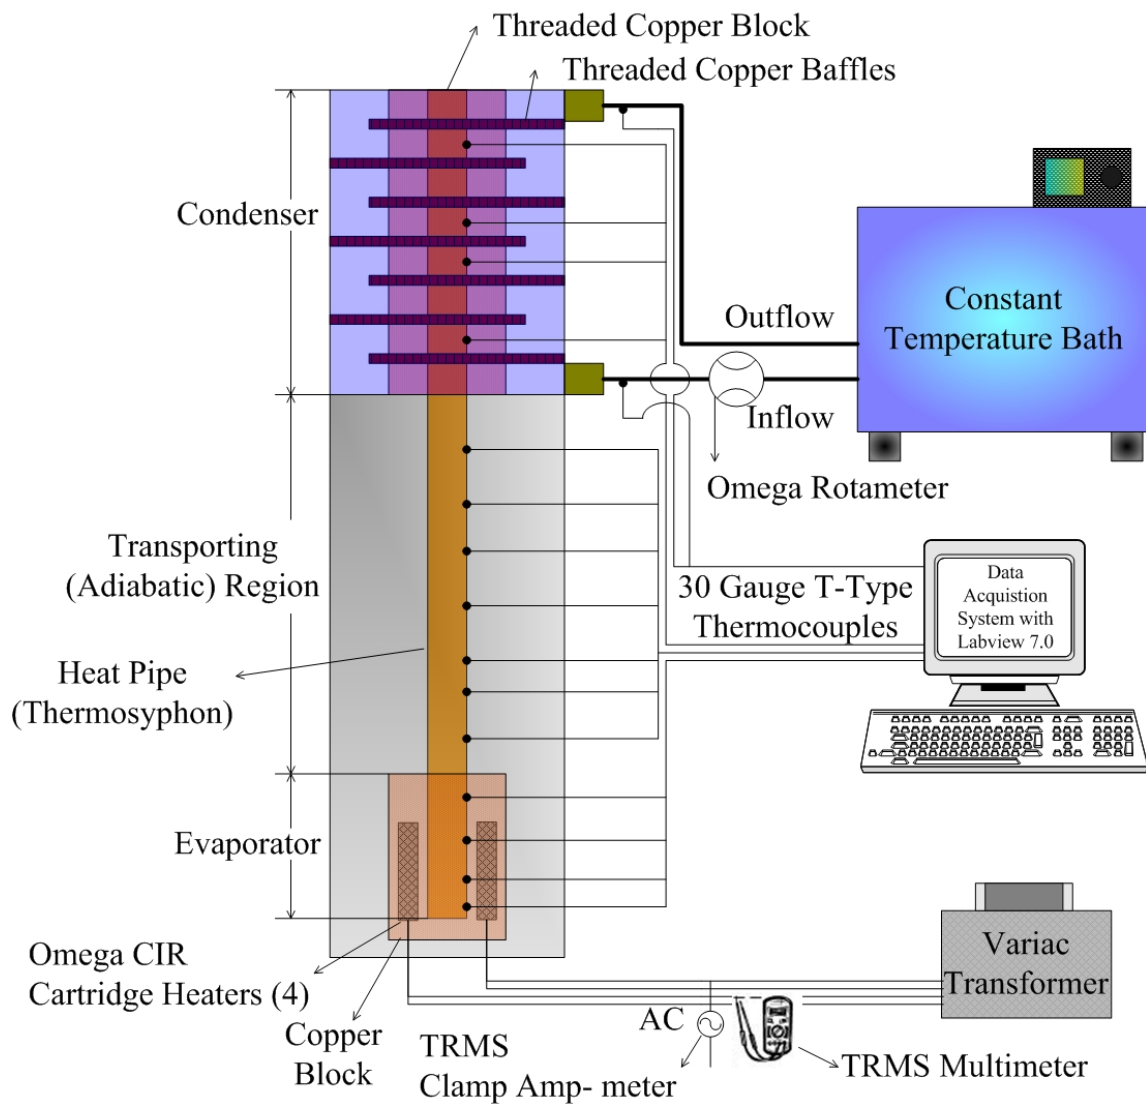 Threaded Copper Block
Threaded Copper Baffles
Condenser
Constant
Temperature Bath
Outflow
Inflow
Omega Rotameter
Transporting
(Adiabatic) Region
30 Gauge T-Type
Thermocouples
Data
Acquistion
System with
Labview 7.0
Heat Pipe
(Thermosyphon)
Evaporator
Omega CIR
Cartridge Heaters (4)
Copper
Block
Variac
Transformer
AC
TRMS
Clamp Amp- meter
TRMS Multimeter